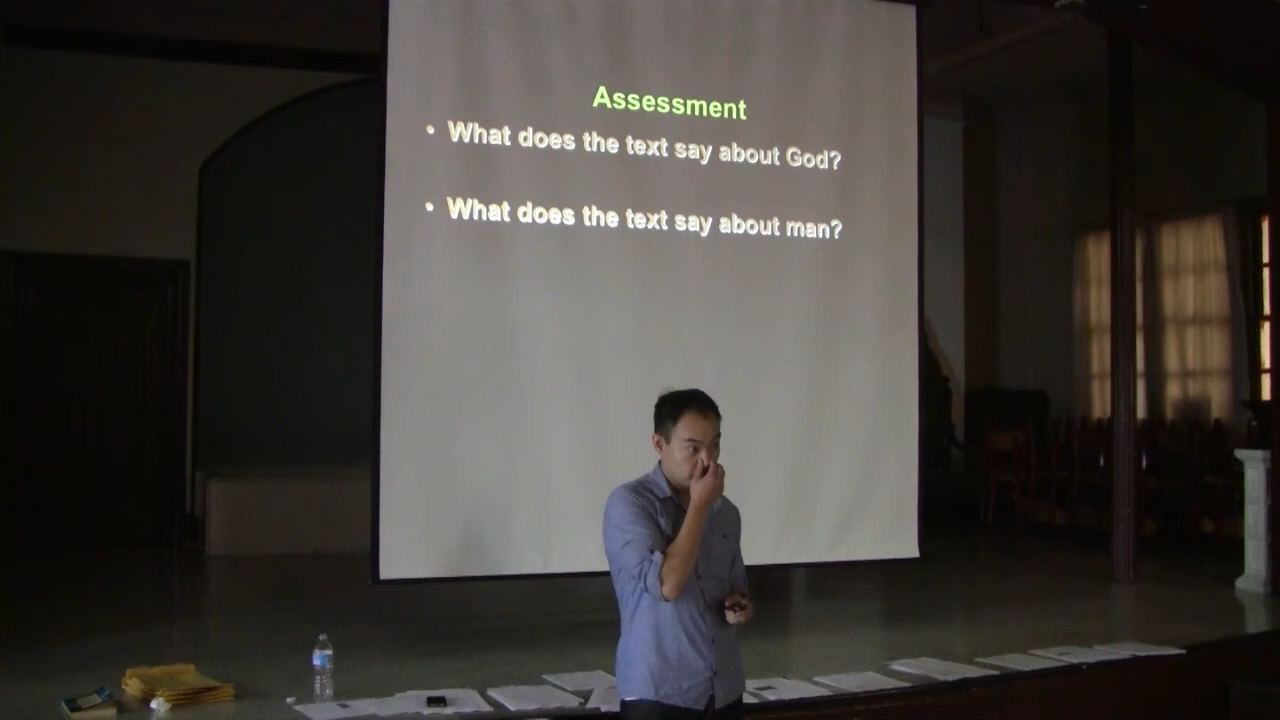 Assessment
• What does the text say about God?
• What does the text say about man?